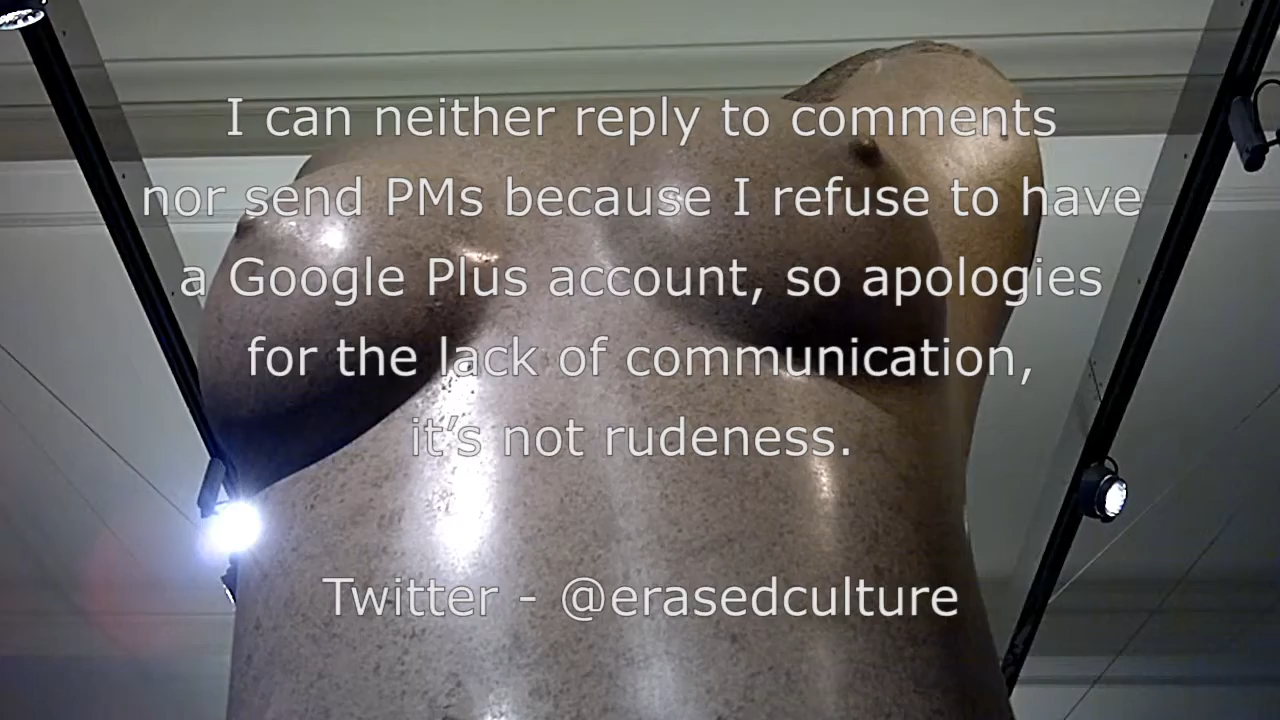 I can neither reply to comments
nor send PMs because I refuse to have
a Google Plus account, so apologies
for the lack of communication,
it’s not rudeness.
Twitter - @erasedculture